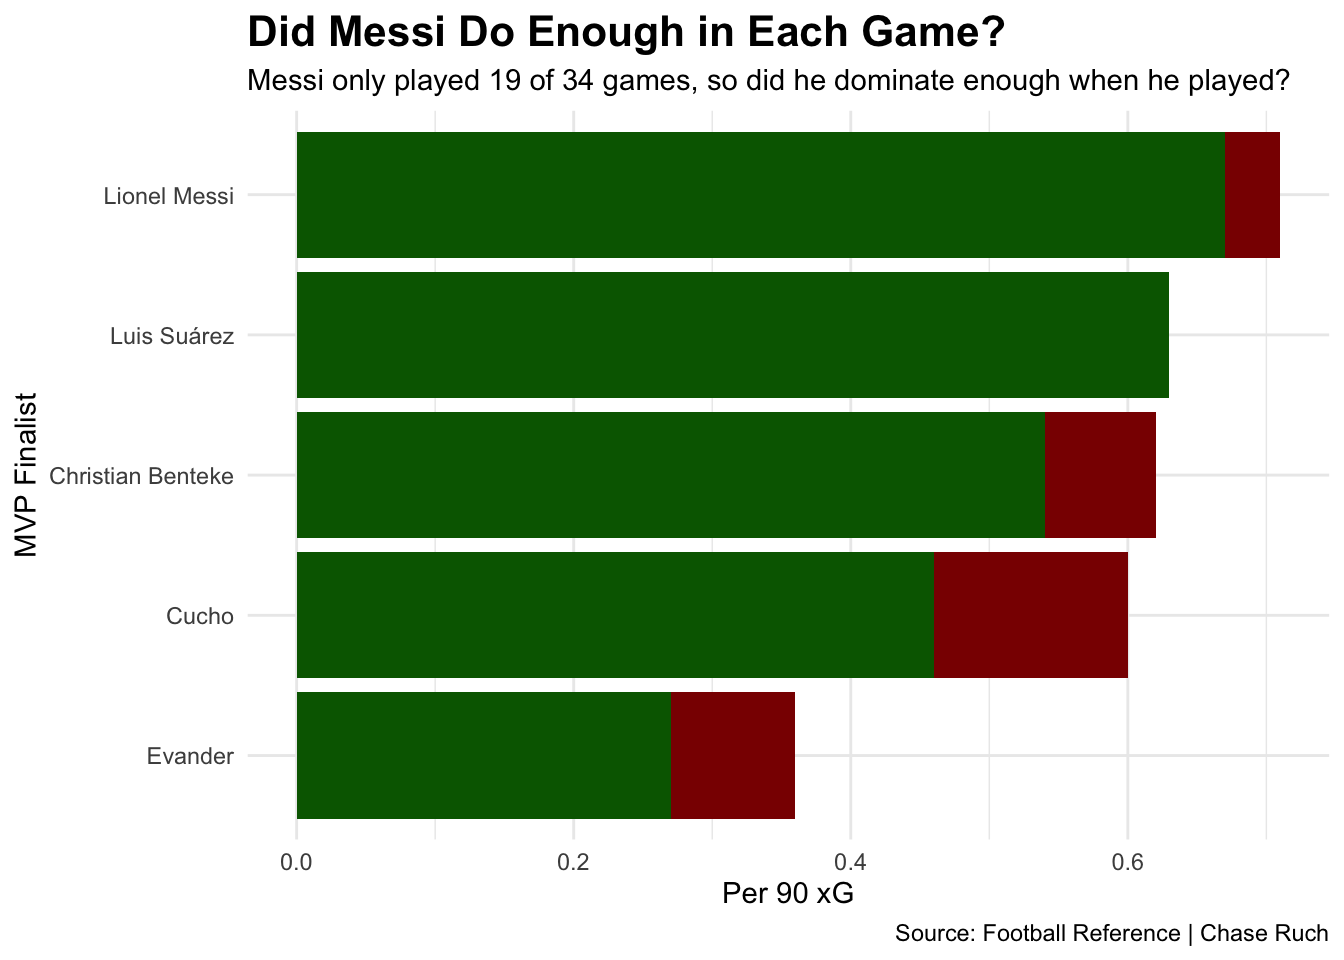 Did Messi Do Enough in Each Game?
Messi only played 19 of 34 games, so did he dominate enough when he played?
MVP Finalist
Lionel Messi
Luis Suárez
Christian Benteke
Cucho
Evander
0.0 0.2 0.4 0.6
Per 90 xG
Source: Football Reference | Chase Ruch